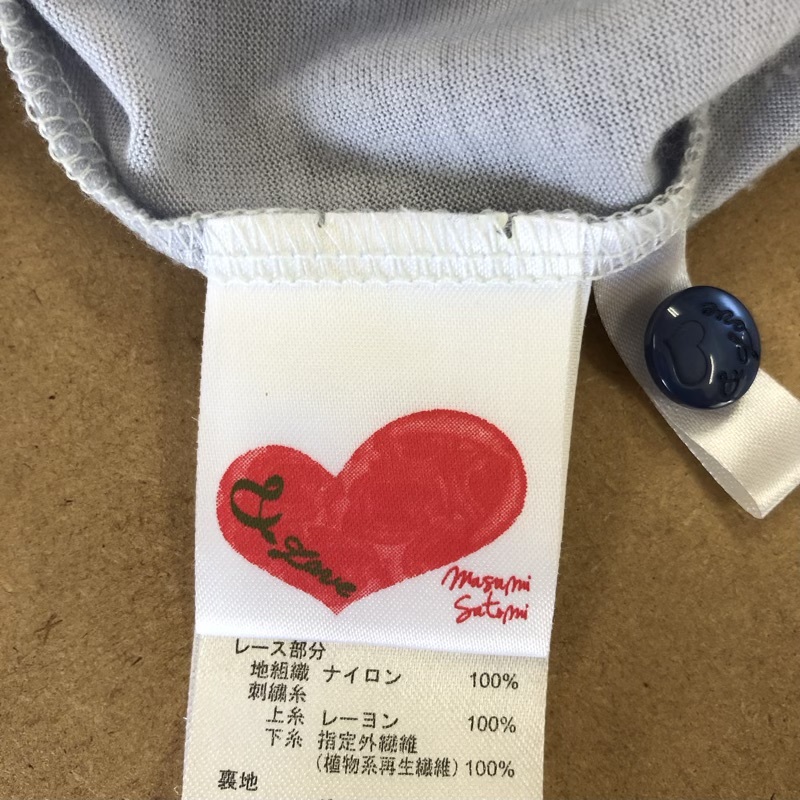 Love
Masumi
Satomi
レース部分
地組織 ナイロン 100%
刺繍糸
上糸 レーヨン 100%
下糸 指定外繊維
(植物系再生繊維) 100%
裏地